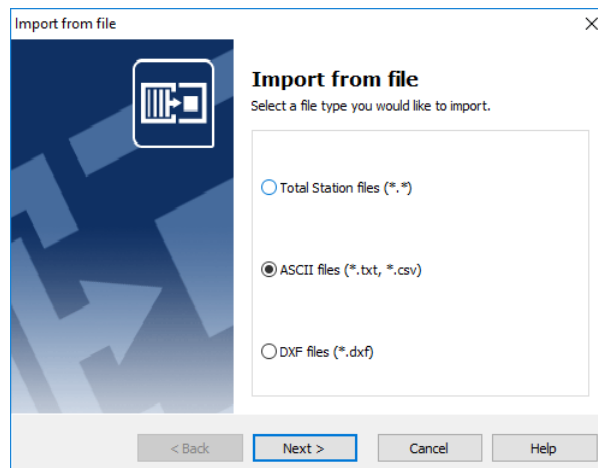 Import from file
Import from file
Select a file type you would like to import.
Total Station files (*.*)
ASCII files (*.txt, *.csv)
DXF files (*.dxf)
< Back Next > Cancel Help